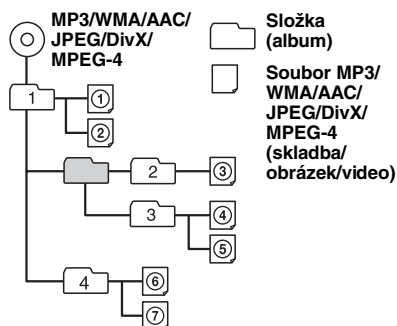 MP3/WMA/AAC/
JPEG/DivX/
MPEG-4
Složka
(album)
Soubor MP3/
WMA/AAC/
JPEG/DivX/
MPEG-4
(skladba/
obrázek/video)
1
①
②
2
③
3
④
⑤
4
⑥
⑦